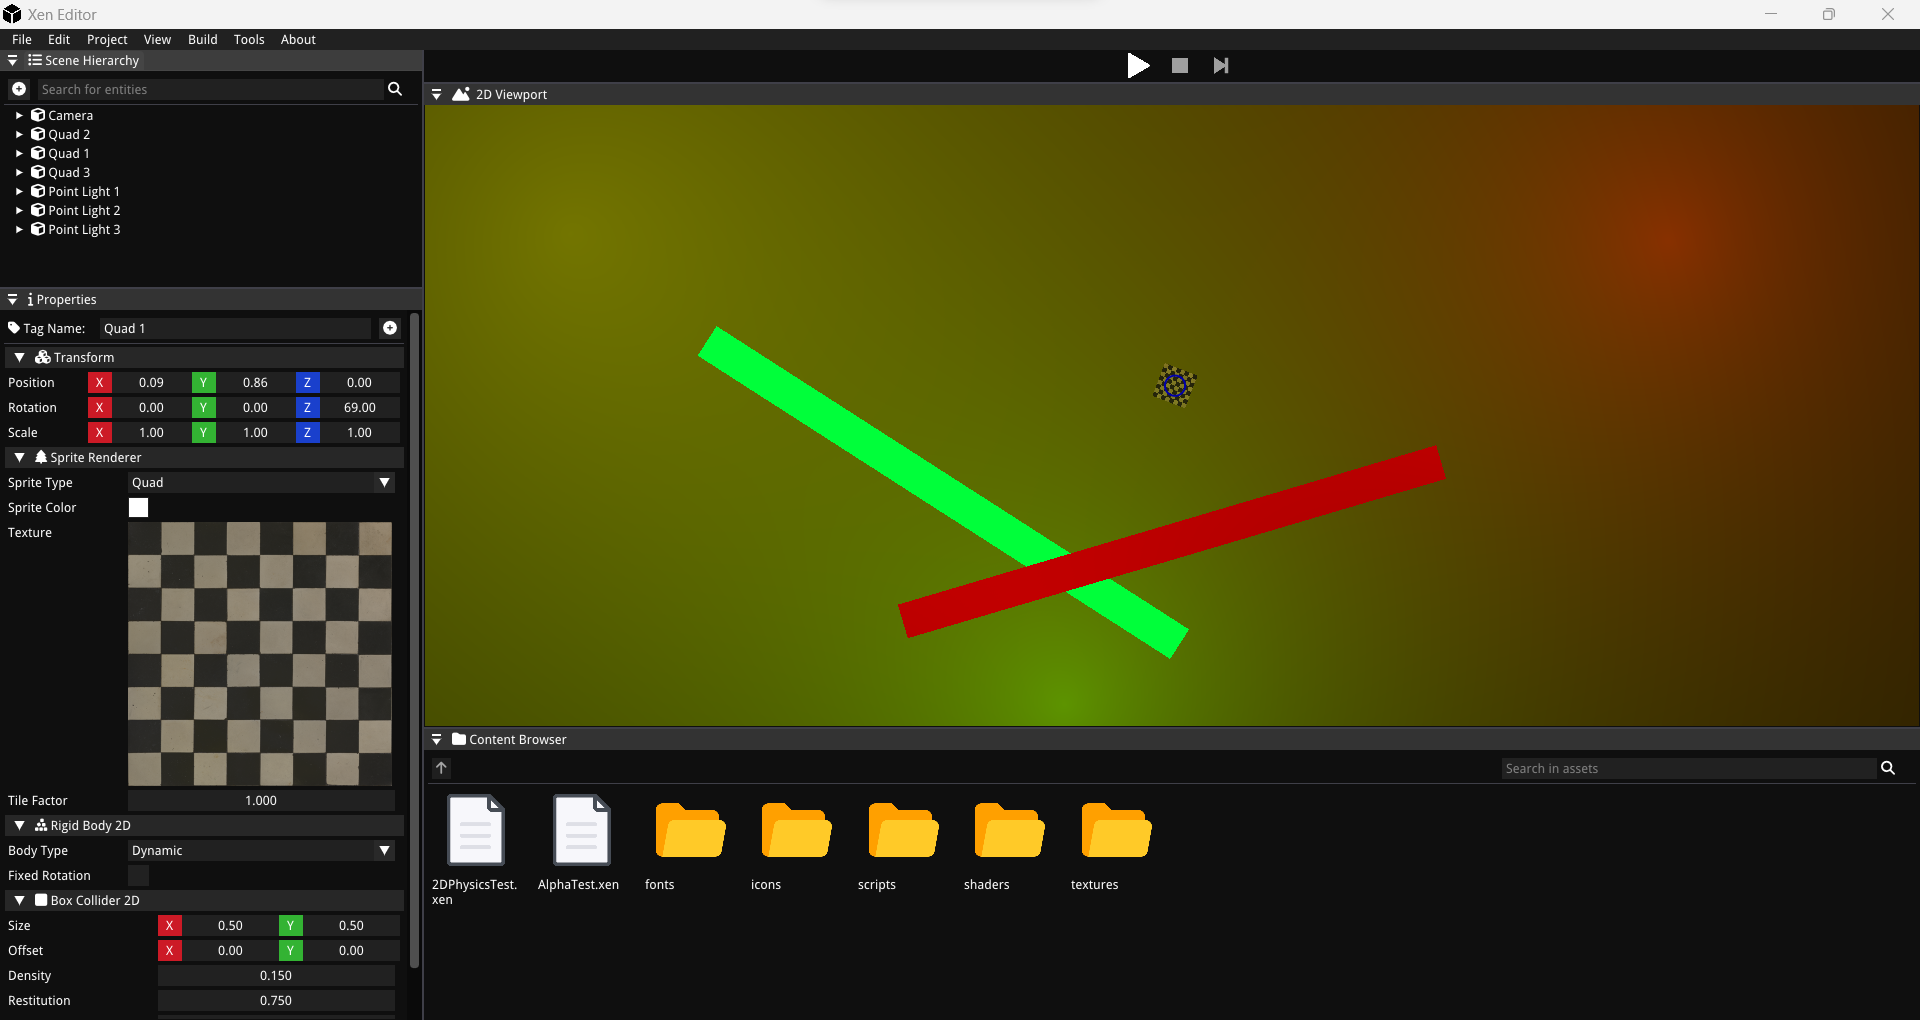 Xen Editor
File Edit Project View Build Tools About
Scene Hierarchy
Search for entities
Camera
Quad 2
Quad 1
Quad 3
Point Light 1
Point Light 2
Point Light 3
Properties
Tag Name: Quad 1
Transform
Position X 0.09 Y 0.86 Z 0.00
Rotation X 0.00 Y 0.00 Z 69.00
Scale X 1.00 Y 1.00 Z 1.00
Sprite Renderer
Sprite Type Quad
Sprite Color
Texture
Tile Factor 1.000
Rigid Body 2D
Body Type Dynamic
Fixed Rotation
Box Collider 2D
Size X 0.50 Y 0.50
Offset X 0.00 Y 0.00
Density 0.150
Restitution 0.750
2D Viewport
Content Browser
Search in assets
2DPhysicsTest.
xen
AlphaTest.xen
fonts
icons
scripts
shaders
textures